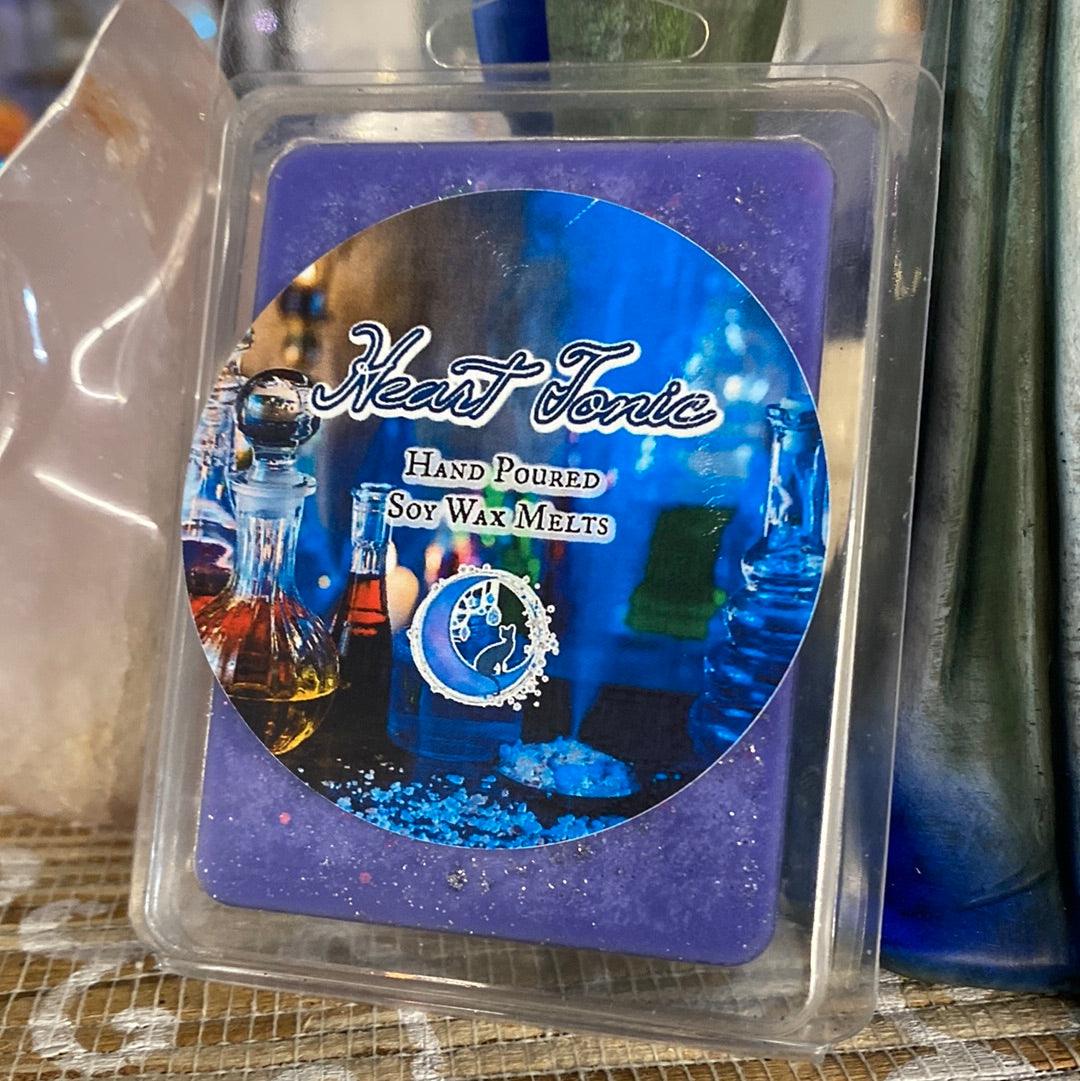 Heart Tonic
Hand Poured
Soy Wax Melts